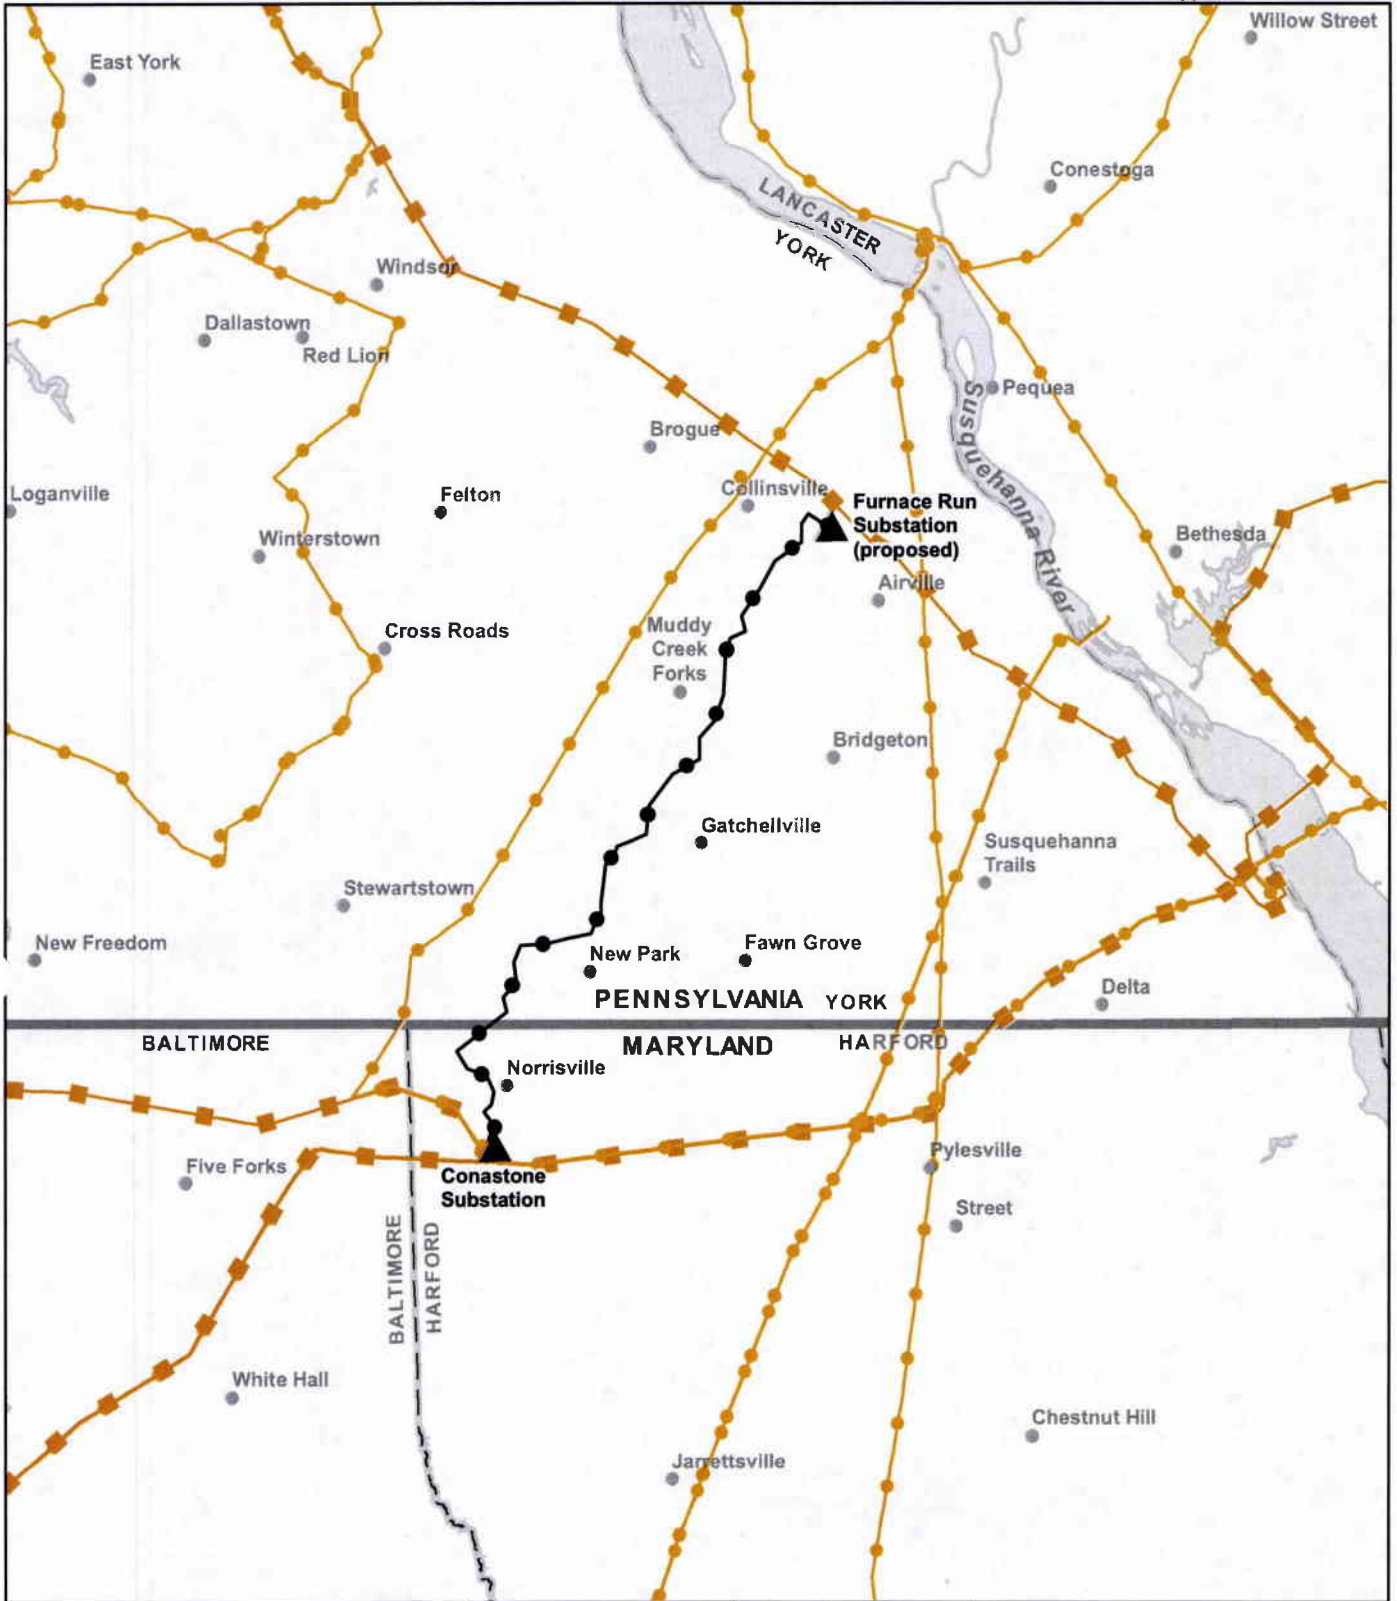 Willow Street
East York
Conestoga
LANCASTER
YORK
Windsor
Dallastown
Red Lion
Pequea
Susquehanna River
Brogue
Loganville
Felton
Collinsville
Furnace Run
Substation
(proposed)
Winterstown
Bethesda
Airville
Cross Roads
Muddy
Creek
Forks
Bridgeton
Gatchellville
Susquehanna
Trails
Stewartstown
New Freedom
New Park
Fawn Grove
Delta
PENNSYLVANIA
YORK
BALTIMORE
MARYLAND
HARFORD
Norrisville
Five Forks
Conastone
Substation
Pylesville
Street
BALTIMORE
HARFORD
White Hall
Chestnut Hill
Jarrettsville